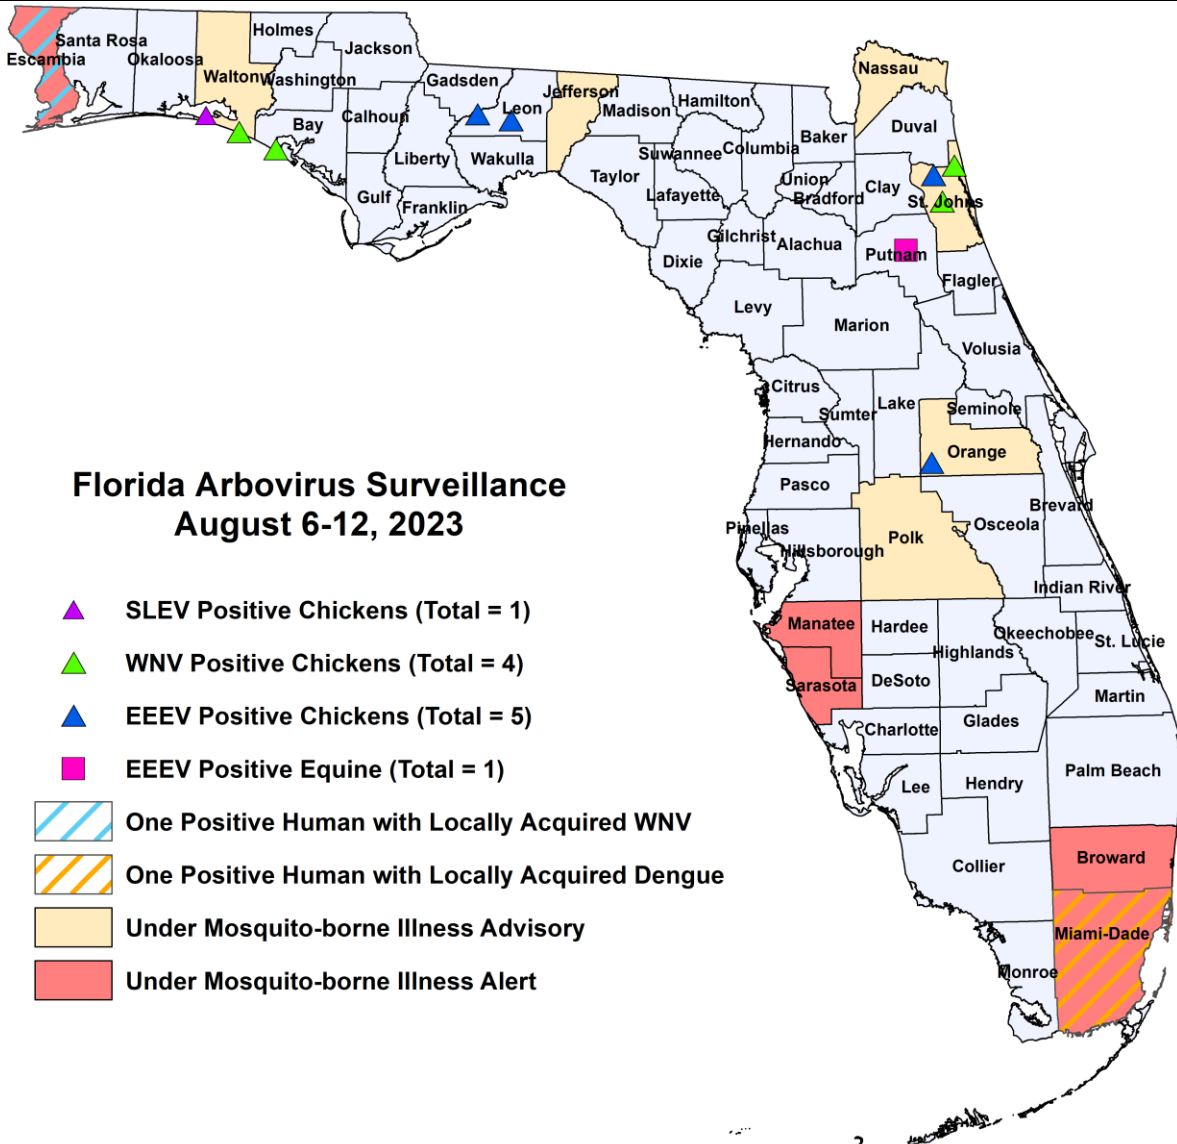 Holmes
Santa Rosa
Jackson
Escambia
Okaloosa
Walton
Washington
Gadsden
Jefferson
Nassau
Leon
Madison
Hamilton
Calhoun
Bay
Duval
Baker
Liberty
Wakulla
Suwannee
Columbia
Taylor
Union
Clay
Lafayette
Bradford
Gulf
Franklin
St. Johns
Gilchrist
Alachua
Putnam
Dixie
Flagler
Levy
Marion
Volusia
Citrus
Sumter
Lake
Seminole
Hernando
Orange
Pasco
Brevard
Pinellas
Osceola
Hillsborough
Polk
Indian River
Manatee
Hardee
Okeechobee
St. Lucie
Highlands
Sarasota
DeSoto
Martin
Charlotte
Glades
Palm Beach
Lee
Hendry
Broward
Collier
Miami-Dade
Monroe
Florida Arbovirus Surveillance
August 6-12, 2023
SLEV Positive Chickens (Total = 1)
WNV Positive Chickens (Total = 4)
EEEV Positive Chickens (Total = 5)
EEEV Positive Equine (Total = 1)
One Positive Human with Locally Acquired WNV
One Positive Human with Locally Acquired Dengue
Under Mosquito-borne Illness Advisory
Under Mosquito-borne Illness Alert